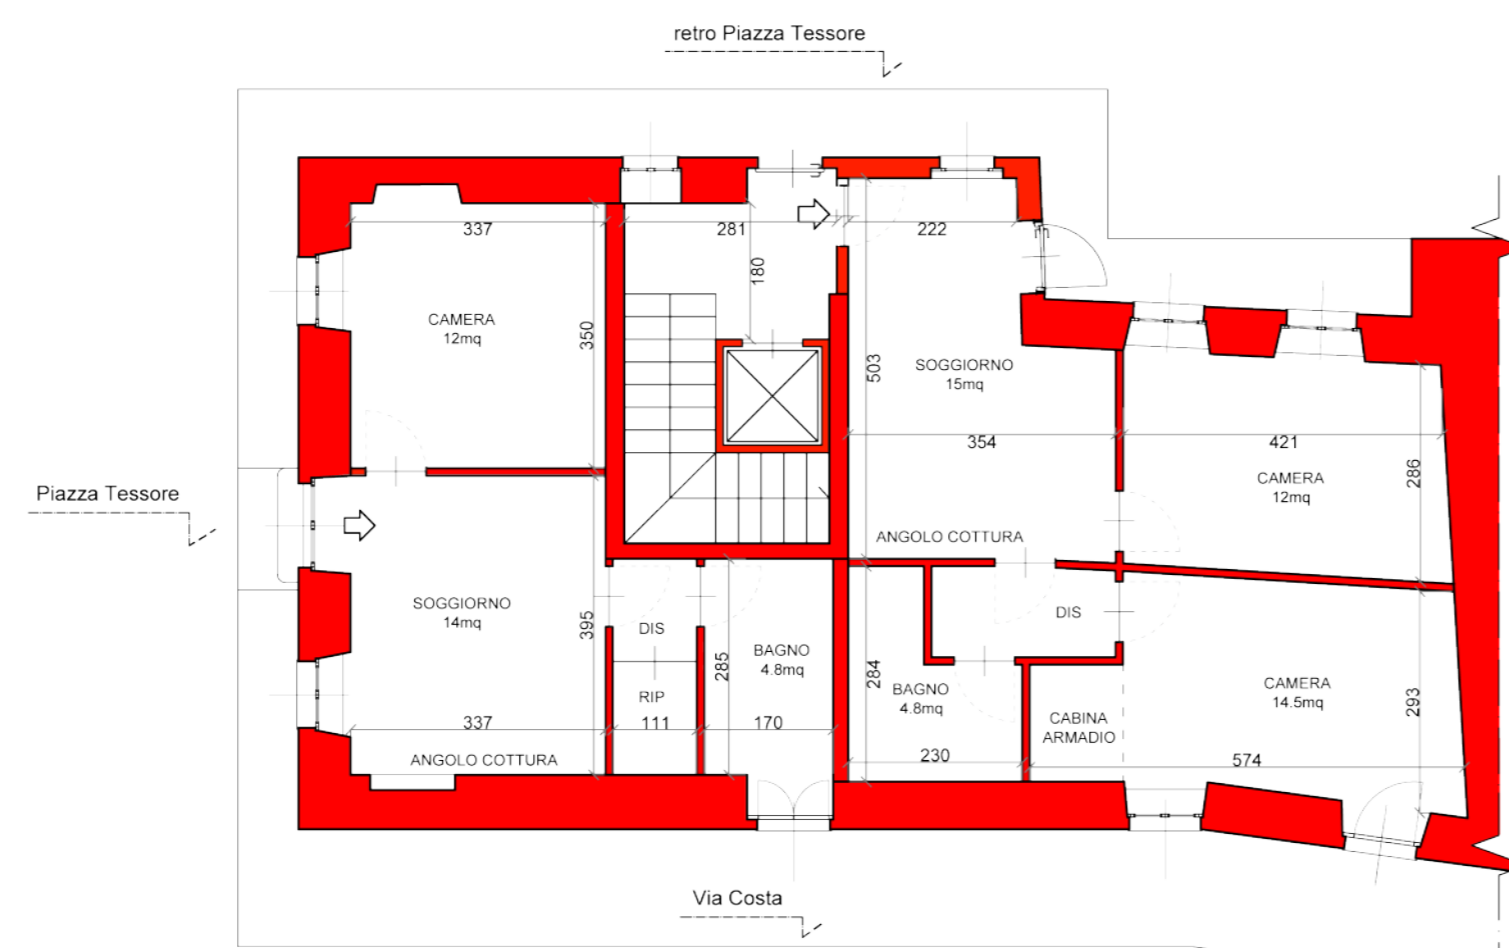 retro Piazza Tessore
337
281
222
180
CAMERA
12mq
350
503
SOGGIORNO
15mq
354
421
286
CAMERA
12mq
Piazza Tessore
ANGOLO COTTURA
SOGGIORNO
14mq
395
DIS
DIS
BAGNO
4.8mq
285
284
BAGNO
4.8mq
CAMERA
14.5mq
293
RIP
CABINA
ARMADIO
337
111
170
230
574
ANGOLO COTTURA
Via Costa